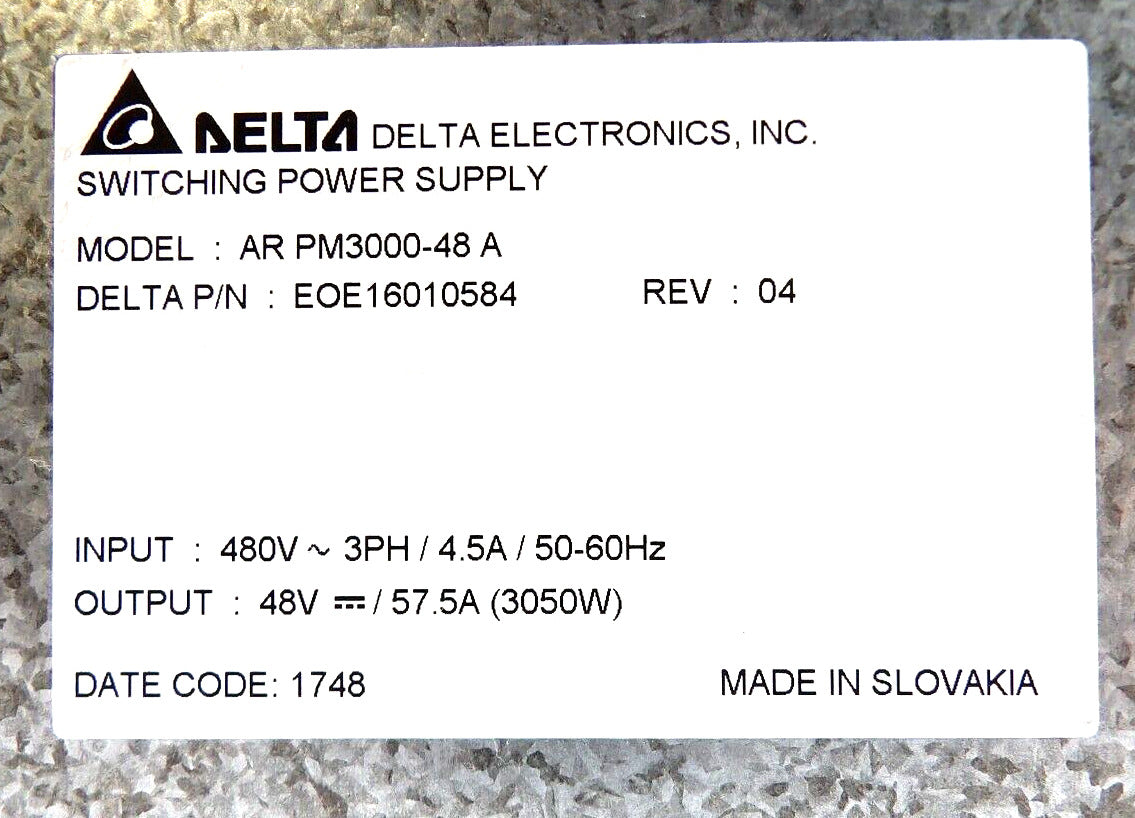 DELTA DELTA ELECTRONICS, INC.
SWITCHING POWER SUPPLY
MODEL : AR PM3000-48 A
DELTA P/N : EOE16010584 REV : 04
INPUT : 480V ~ 3PH / 4.5A / 50-60Hz
OUTPUT : 48V ⎓ / 57.5A (3050W)
DATE CODE: 1748 MADE IN SLOVAKIA